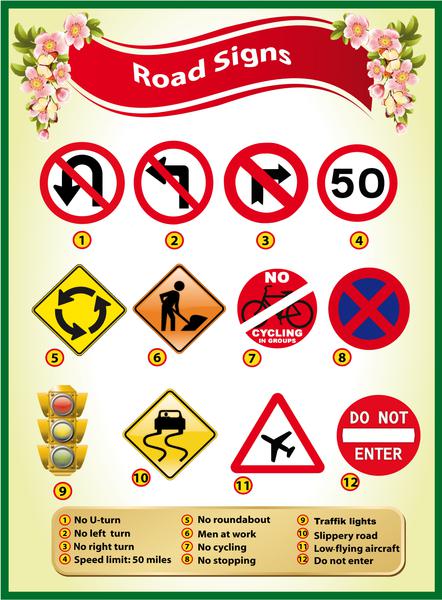 Road Signs
50
1
2
3
4
NO
CYCLING
IN GROUPS
5
6
7
8
DO NOT
ENTER
9
10
11
12
1 No U-turn
2 No left turn
3 No right turn
4 Speed limit: 50 miles
5 No roundabout
6 Men at work
7 No cycling
8 No stopping
9 Traffik lights
10 Slippery road
11 Low-flying aircraft
12 Do not enter